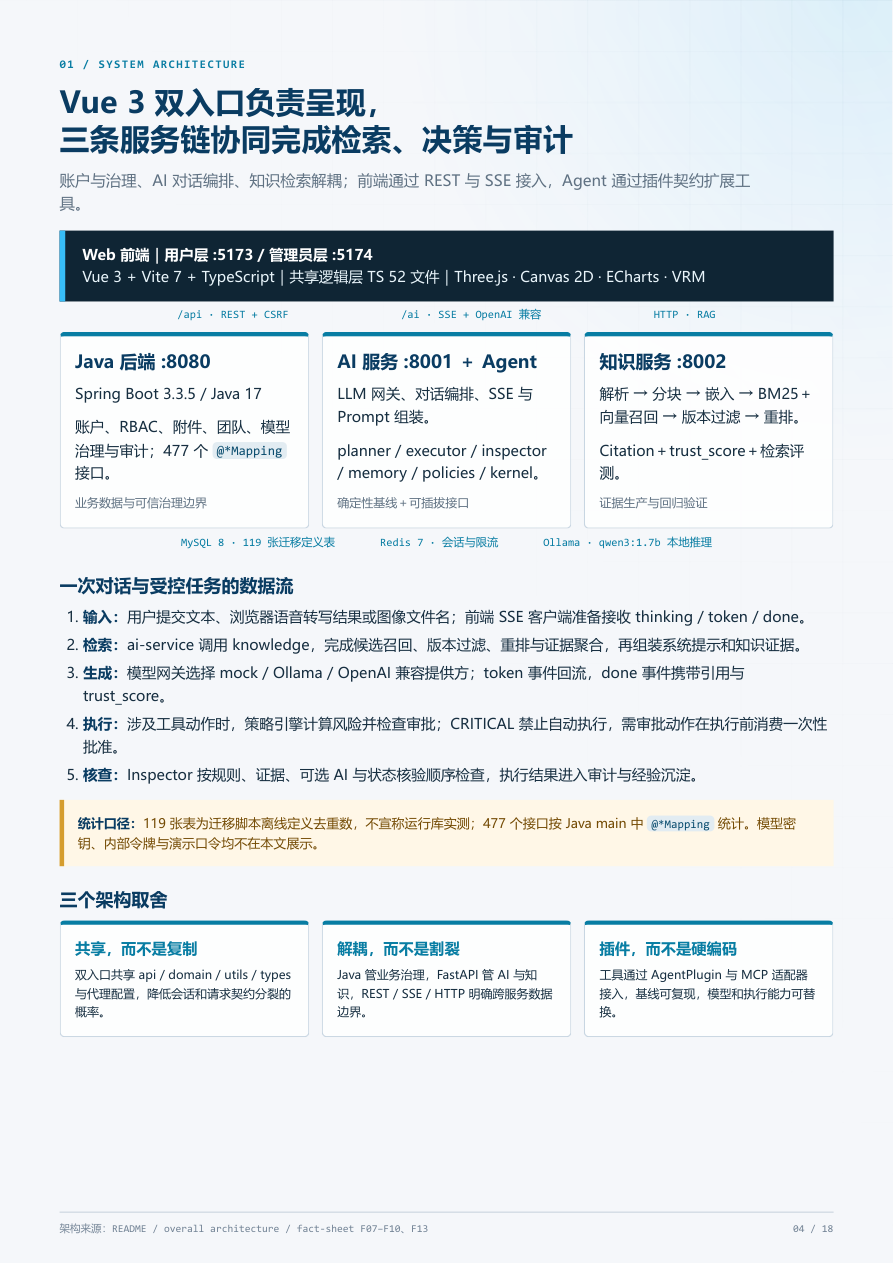 01 / SYSTEM ARCHITECTURE
Vue 3 双入口负责呈现，
三条服务链协同完成检索、决策与审计
账户与治理、AI 对话编排、知识检索解耦；前端通过 REST 与 SSE 接入，Agent 通过插件契约扩展工
具。
Web 前端 | 用户层 :5173 / 管理员层 :5174
Vue 3 + Vite 7 + TypeScript | 共享逻辑层 TS 52 文件 | Three.js · Canvas 2D · ECharts · VRM
/api · REST + CSRF
/ai · SSE + OpenAI 兼容
HTTP · RAG
Java 后端 :8080
Spring Boot 3.3.5 / Java 17
账户、RBAC、附件、团队、模型
治理与审计；477 个 @*Mapping
接口。
业务数据与可信治理边界
AI 服务 :8001 + Agent
LLM 网关、对话编排、SSE 与
Prompt 组装。
planner / executor / inspector
/ memory / policies / kernel。
确定性基线 + 可插拔接口
知识服务 :8002
解析 → 分块 → 嵌入 → BM25 +
向量召回 → 版本过滤 → 重排。
Citation + trust_score + 检索评
测。
证据生产与回归验证
MySQL 8 · 119 张迁移定义表
Redis 7 · 会话与限流
Ollama · qwen3:1.7b 本地推理
一次对话与受控任务的数据流
1. 输入：用户提交文本、浏览器语音转写结果或图像文件名；前端 SSE 客户端准备接收 thinking / token / done。
2. 检索：ai-service 调用 knowledge，完成候选召回、版本过滤、重排与证据聚合，再组装系统提示和知识证据。
3. 生成：模型网关选择 mock / Ollama / OpenAI 兼容提供方；token 事件回流，done 事件携带引用与
trust_score。
4. 执行：涉及工具动作时，策略引擎计算风险并检查审批；CRITICAL 禁止自动执行，需审批动作在执行前消费一次性
批准。
5. 核查：Inspector 按规则、证据、可选 AI 与状态核验顺序检查，执行结果进入审计与经验沉淀。
统计口径：119 张表为迁移脚本离线定义去重数，不宣称运行库实测；477 个接口按 Java main 中 @*Mapping 统计。模型密
钥、内部令牌与演示口令均不在本文展示。
三个架构取舍
共享，而不是复制
双入口共享 api / domain / utils / types
与代理配置，降低会话和请求契约分裂的
概率。
解耦，而不是割裂
Java 管业务治理，FastAPI 管 AI 与知
识，REST / SSE / HTTP 明确跨服务数据
边界。
插件，而不是硬编码
工具通过 AgentPlugin 与 MCP 适配器
接入，基线可复现，模型和执行能力可替
换。
架构来源：README / overall architecture / fact-sheet F07–F10、F13
04 / 18